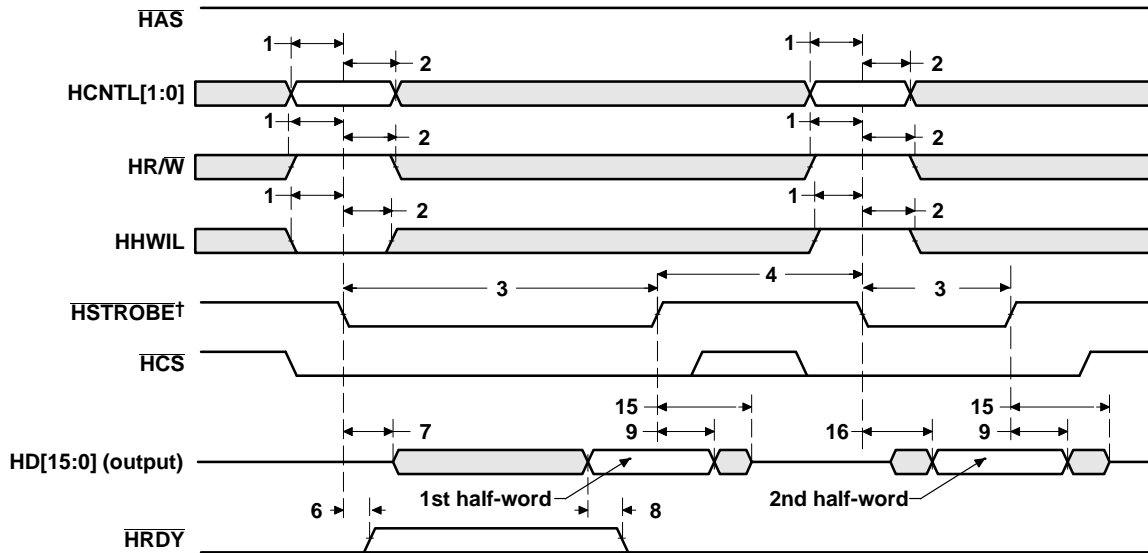 HAS
1
1
2
2
HCNTL[1:0]
1
2
1
2
HR/W
1
2
1
2
HHWIL
3
4
3
HSTROBE†
HCS
15
15
7
9
16
9
HD[15:0] (output)
1st half-word
2nd half-word
6
8
HRDY